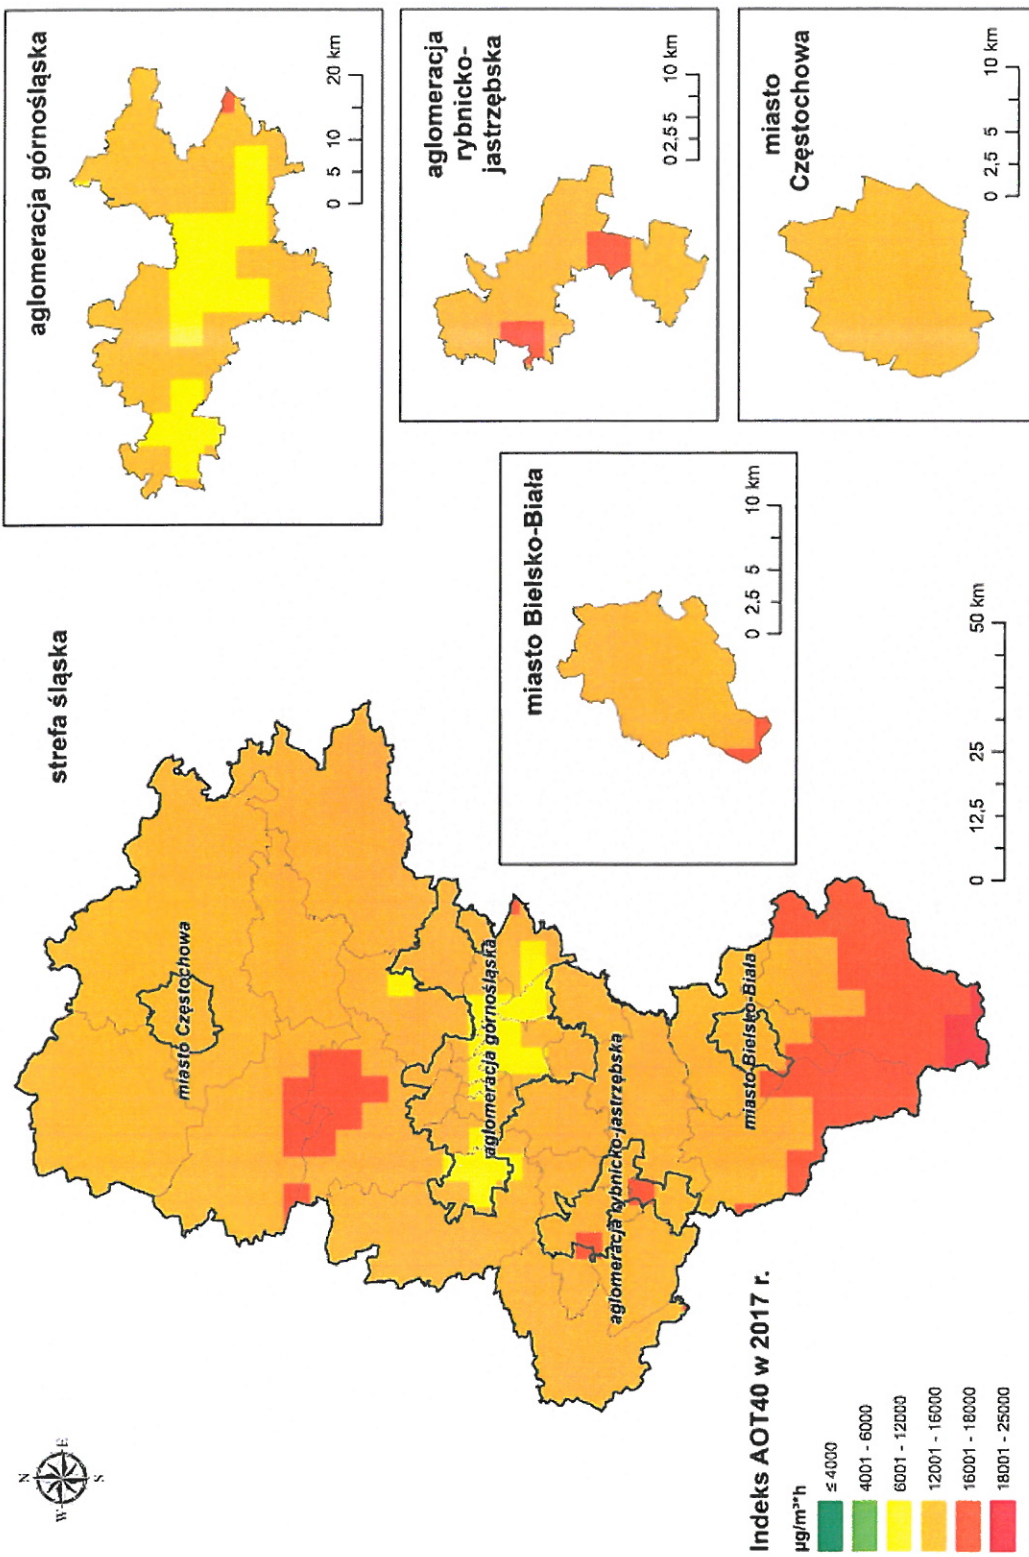 strefa śląska
N
W
E
S
miasto Częstochowa
aglomeracja górnośląska
aglomeracja rybnicko-jastrzębska
miasto Bielsko-Biała
Indeks AOT40 w 2017 r.
µg/m³*h
≤ 4000
4001 - 6000
6001 - 12000
12001 - 16000
16001 - 18000
18001 - 25000
0 12,5 25 50 km
aglomeracja górnośląska
0 5 10 20 km
aglomeracja
rybnicko-
jastrzębska
0 2,5 5 10 km
miasto Bielsko-Biała
0 2,5 5 10 km
miasto
Częstochowa
0 2,5 5 10 km